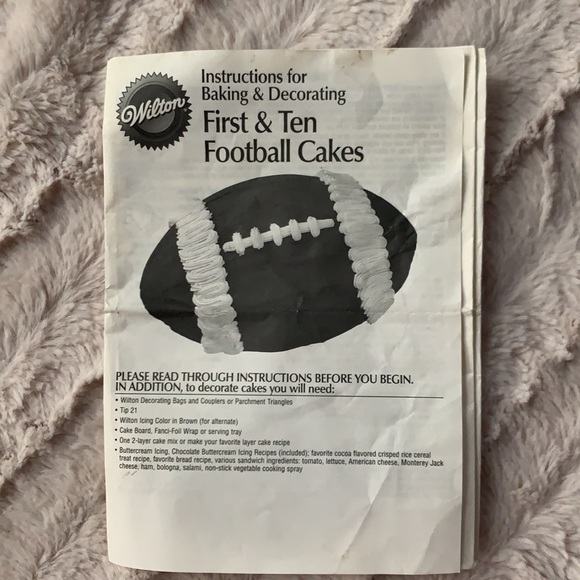 Wilton
Instructions for
Baking & Decorating
First & Ten
Football Cakes
PLEASE READ THROUGH INSTRUCTIONS BEFORE YOU BEGIN.
IN ADDITION, to decorate cakes you will need:
• Wilton Decorating Bags and Couplers or Parchment Triangles
• Tip 21
• Wilton Icing Color in Brown (for alternate)
• Cake Board, Fanci-Foil Wrap or serving tray
• One 2-layer cake mix or make your favorite layer cake recipe
• Buttercream Icing, Chocolate Buttercream Icing Recipes (included); favorite cocoa flavored crisped rice cereal
treat recipe, favorite bread recipe, various sandwich ingredients: tomato, lettuce, American cheese, Monterey Jack
cheese, ham, bologna, salami, non-stick vegetable cooking spray